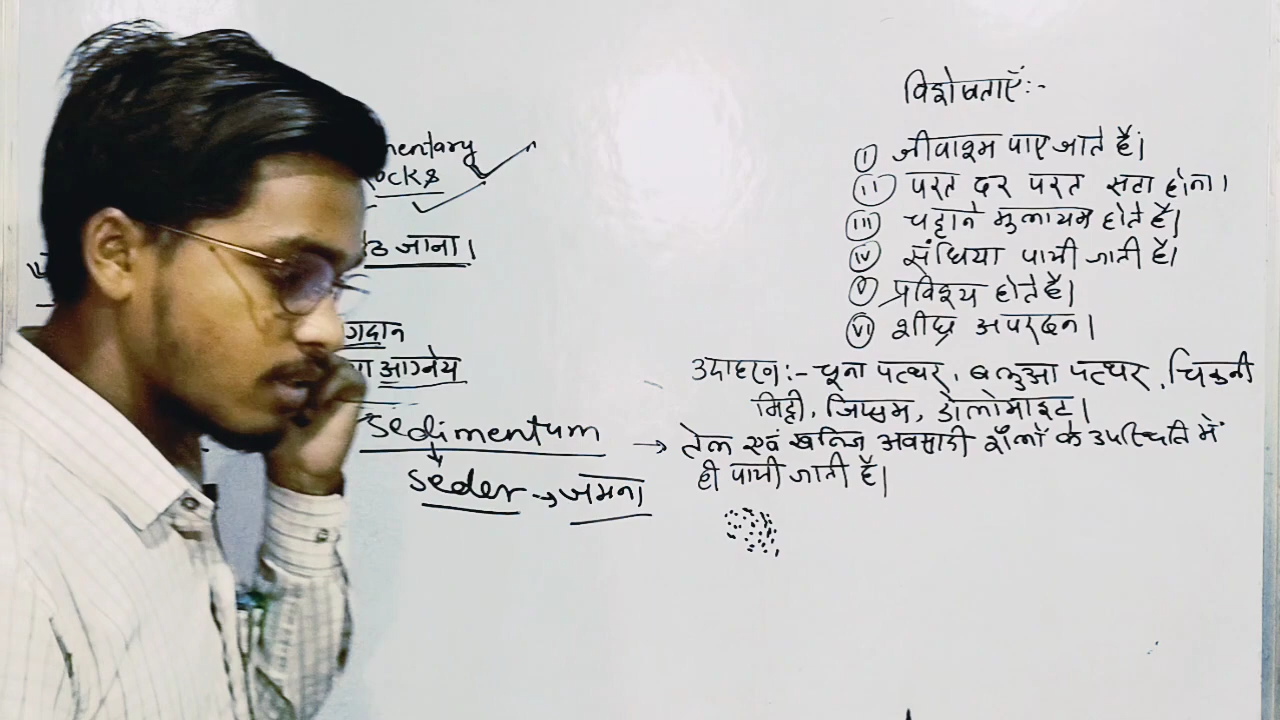 mentary
ocks
जाना।
गदान
आग्नेय
Sedimentum
Seder → जमना
विशेषताएँ:-
(i) जीवाश्म पाए जाते हैं।
(ii) परत दर परत सटा होना।
(iii) चट्टाने मुलायम होते है।
(iv) संधिया पायी जाती है।
(v) प्रविश्य होते है।
(vi) शीघ्र अपरदन।
उदाहरण:- चूना पत्थर, बलुआ पत्थर, चिकनी
मिट्टी, जिप्सम, डोलोमाइट।
→ तेल एवं खनिज अवसादी शैलों के उपस्थिति में
ही पायी जाती है।